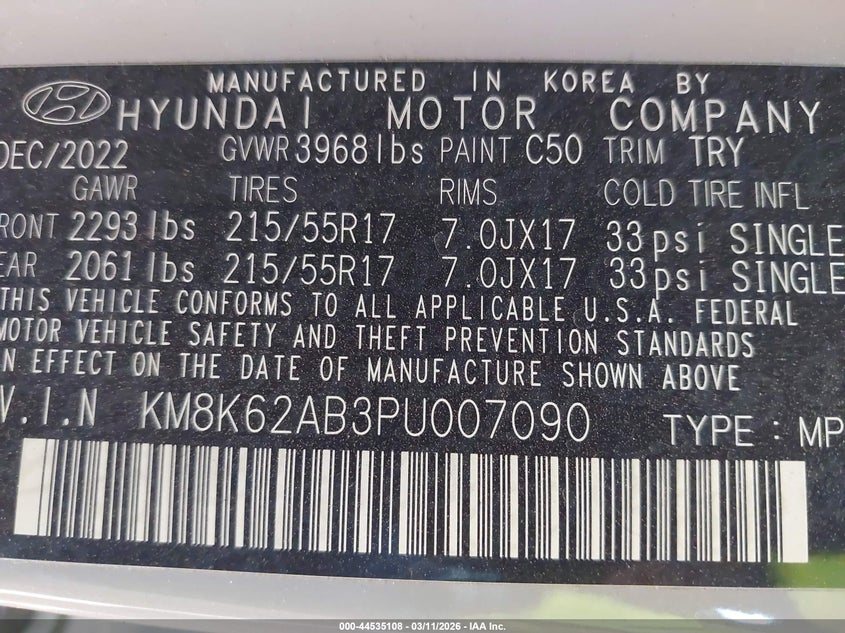 MANUFACTURED IN KOREA BY
HYUNDAI MOTOR COMPANY
DEC/2022 GVWR 3968 lbs PAINT C50 TRIM TRY
GAWR TIRES RIMS COLD TIRE INFL
RONT 2293 lbs 215/55R17 7.0JX17 33psi SINGLE
EAR 2061 lbs 215/55R17 7.0JX17 33psi SINGLE
THIS VEHICLE CONFORMS TO ALL APPLICABLE U.S.A. FEDERAL
MOTOR VEHICLE SAFETY AND THEFT PREVENTION STANDARDS
IN EFFECT ON THE DATE OF MANUFACTURE SHOWN ABOVE
V.I.N KM8K62AB3PU007090 TYPE : MP
000-44535108 - 03/11/2026 - IAA Inc.